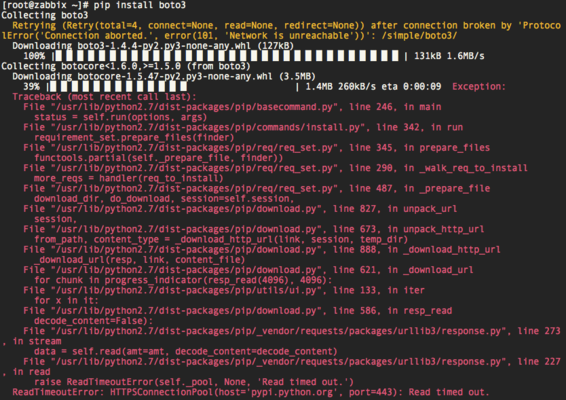 [root@zabbix ~]# pip install boto3
Collecting boto3
Retrying (Retry(total=4, connect=None, read=None, redirect=None)) after connection broken by 'Protoco
lError('Connection aborted.', error(101, 'Network is unreachable'))': /simple/boto3/
Downloading boto3-1.4.4-py2.py3-none-any.whl (127kB)
100% | | 131kB 1.6MB/s
Collecting botocore<1.6.0,>=1.5.0 (from boto3)
Downloading botocore-1.5.47-py2.py3-none-any.whl (3.5MB)
39% | | 1.4MB 260kB/s eta 0:00:09 Exception:
Traceback (most recent call last):
File "/usr/lib/python2.7/dist-packages/pip/basecommand.py", line 246, in main
status = self.run(options, args)
File "/usr/lib/python2.7/dist-packages/pip/commands/install.py", line 342, in run
requirement_set.prepare_files(finder)
File "/usr/lib/python2.7/dist-packages/pip/req/req_set.py", line 345, in prepare_files
functools.partial(self._prepare_file, finder))
File "/usr/lib/python2.7/dist-packages/pip/req/req_set.py", line 290, in _walk_req_to_install
more_reqs = handler(req_to_install)
File "/usr/lib/python2.7/dist-packages/pip/req/req_set.py", line 487, in _prepare_file
download_dir, do_download, session=self.session,
File "/usr/lib/python2.7/dist-packages/pip/download.py", line 827, in unpack_url
session,
File "/usr/lib/python2.7/dist-packages/pip/download.py", line 673, in unpack_http_url
from_path, content_type = _download_http_url(link, session, temp_dir)
File "/usr/lib/python2.7/dist-packages/pip/download.py", line 888, in _download_http_url
_download_url(resp, link, content_file)
File "/usr/lib/python2.7/dist-packages/pip/download.py", line 621, in _download_url
for chunk in progress_indicator(resp_read(4096), 4096):
File "/usr/lib/python2.7/dist-packages/pip/utils/ui.py", line 133, in iter
for x in it:
File "/usr/lib/python2.7/dist-packages/pip/download.py", line 586, in resp_read
decode_content=False):
File "/usr/lib/python2.7/dist-packages/pip/_vendor/requests/packages/urllib3/response.py", line 273
, in stream
data = self.read(amt=amt, decode_content=decode_content)
File "/usr/lib/python2.7/dist-packages/pip/_vendor/requests/packages/urllib3/response.py", line 227
, in read
raise ReadTimeoutError(self._pool, None, 'Read timed out.')
ReadTimeoutError: HTTPSConnectionPool(host='pypi.python.org', port=443): Read timed out.